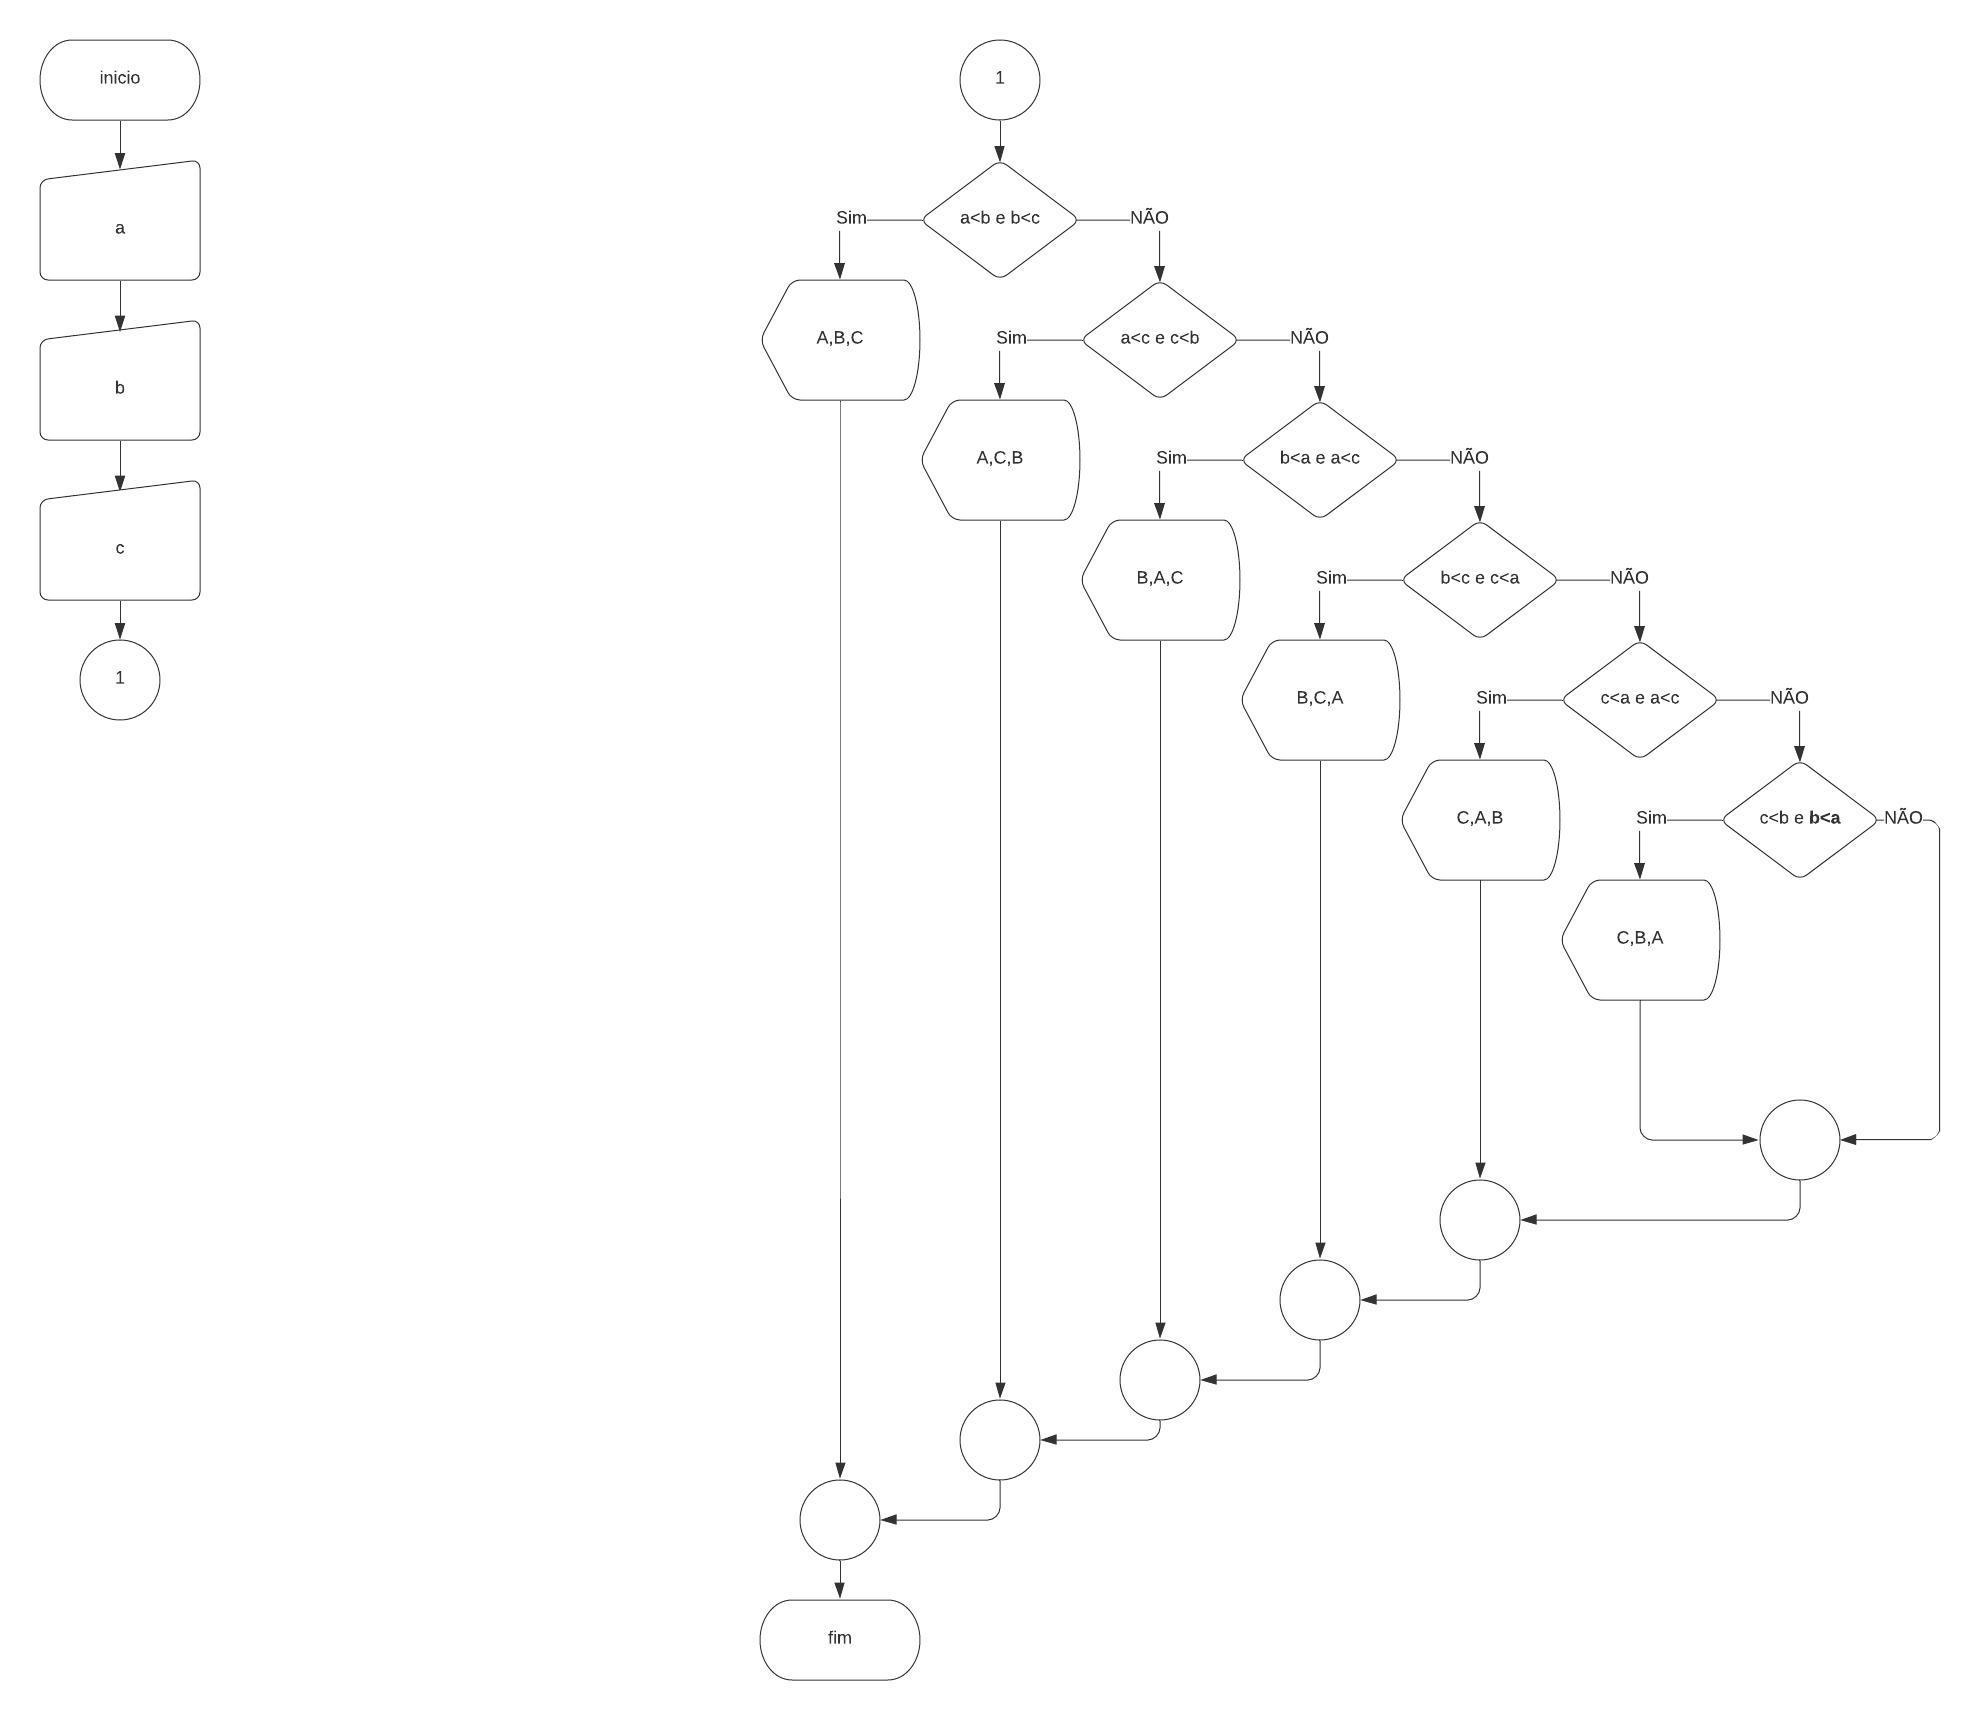 inicio
a
b
c
1
1
a<b e b<c
Sim
NÃO
A,B,C
a<c e c<b
Sim
NÃO
A,C,B
b<a e a<c
Sim
NÃO
B,A,C
b<c e c<a
Sim
NÃO
B,C,A
c<a e a<c
Sim
NÃO
C,A,B
c<b e b<a
Sim
NÃO
C,B,A
fim